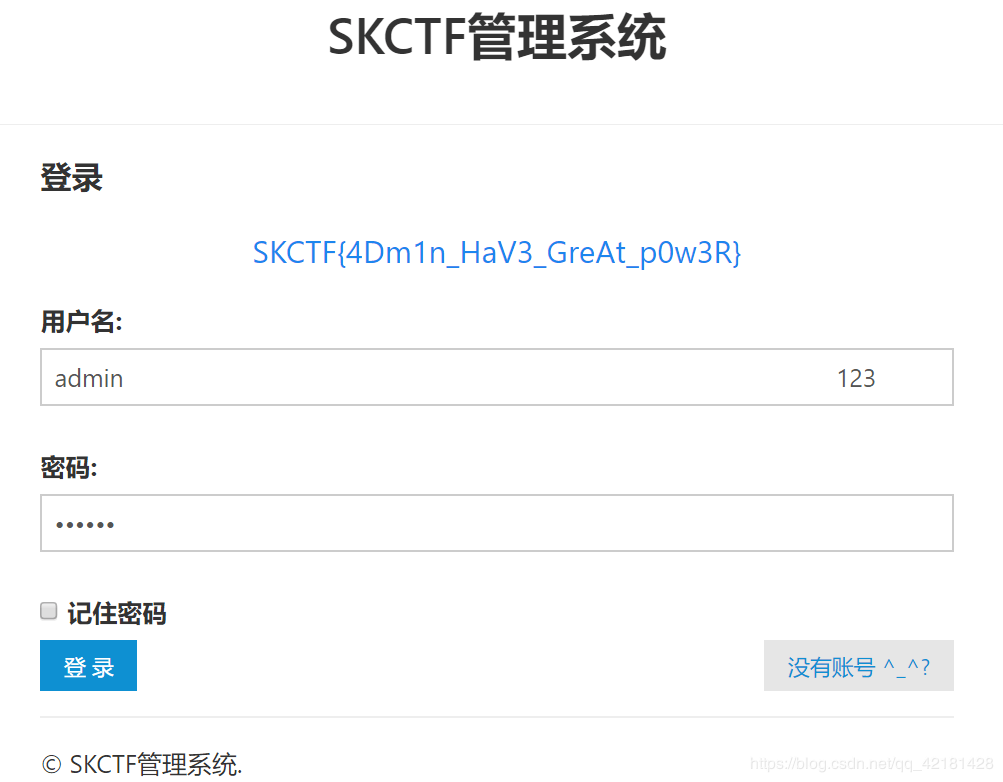 SKCTF管理系统
登录
SKCTF{4Dm1n_HaV3_GreAt_p0w3R}
用户名:
admin 123
密码:
••••••
记住密码
登 录 没有账号 ^_^?
© SKCTF管理系统.
https://blog.csdn.net/qq_42181428